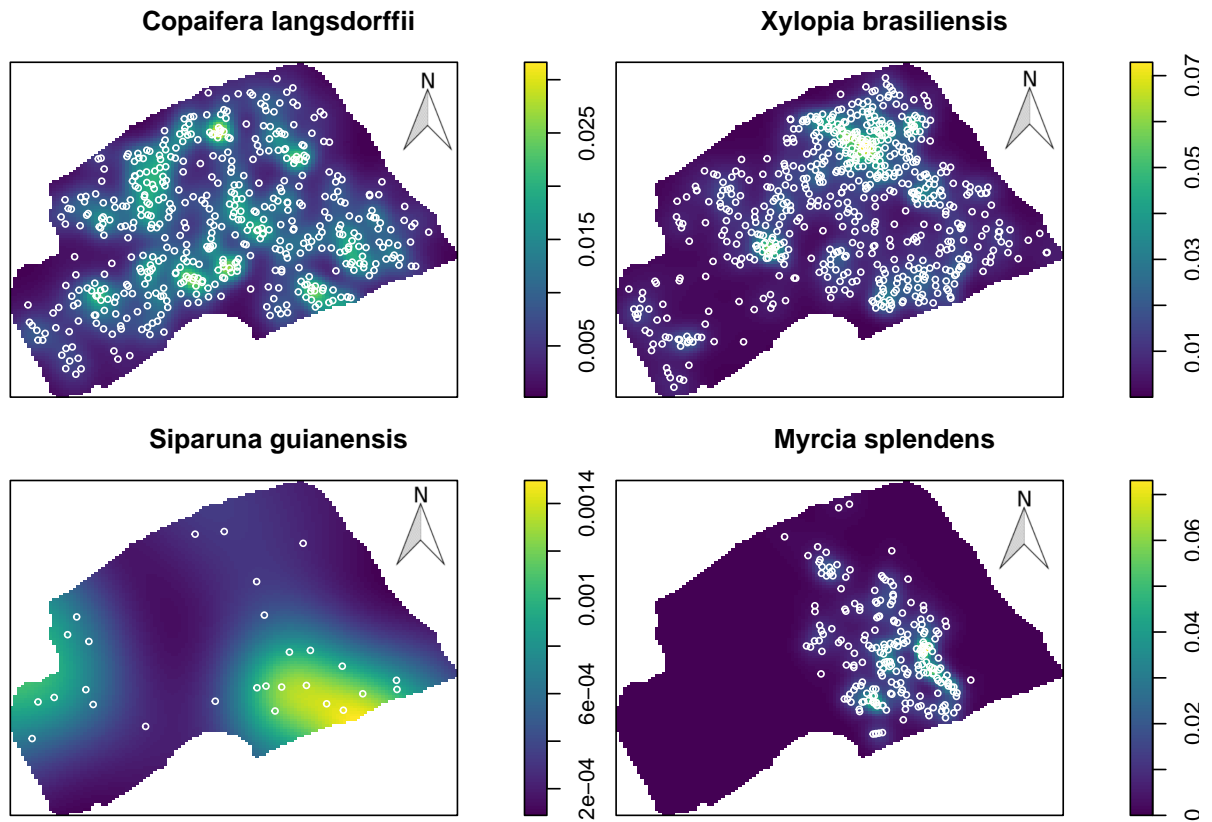 Copaifera langsdorffii
N
0.005
0.015
0.025
Xylopia brasiliensis
N
0.01
0.03
0.05
0.07
Siparuna guianensis
N
2e−04
6e−04
0.001
0.0014
Myrcia splendens
N
0
0.02
0.04
0.06